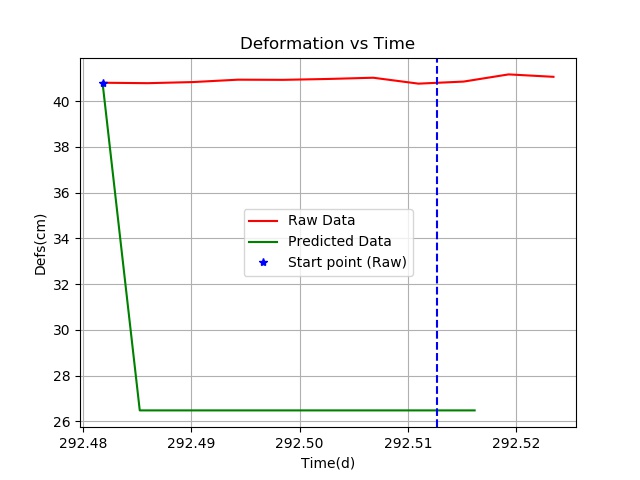 Deformation vs Time
Defs(cm)
40
38
36
34
32
30
28
26
Raw Data
Predicted Data
Start point (Raw)
292.48 292.49 292.50 292.51 292.52
Time(d)